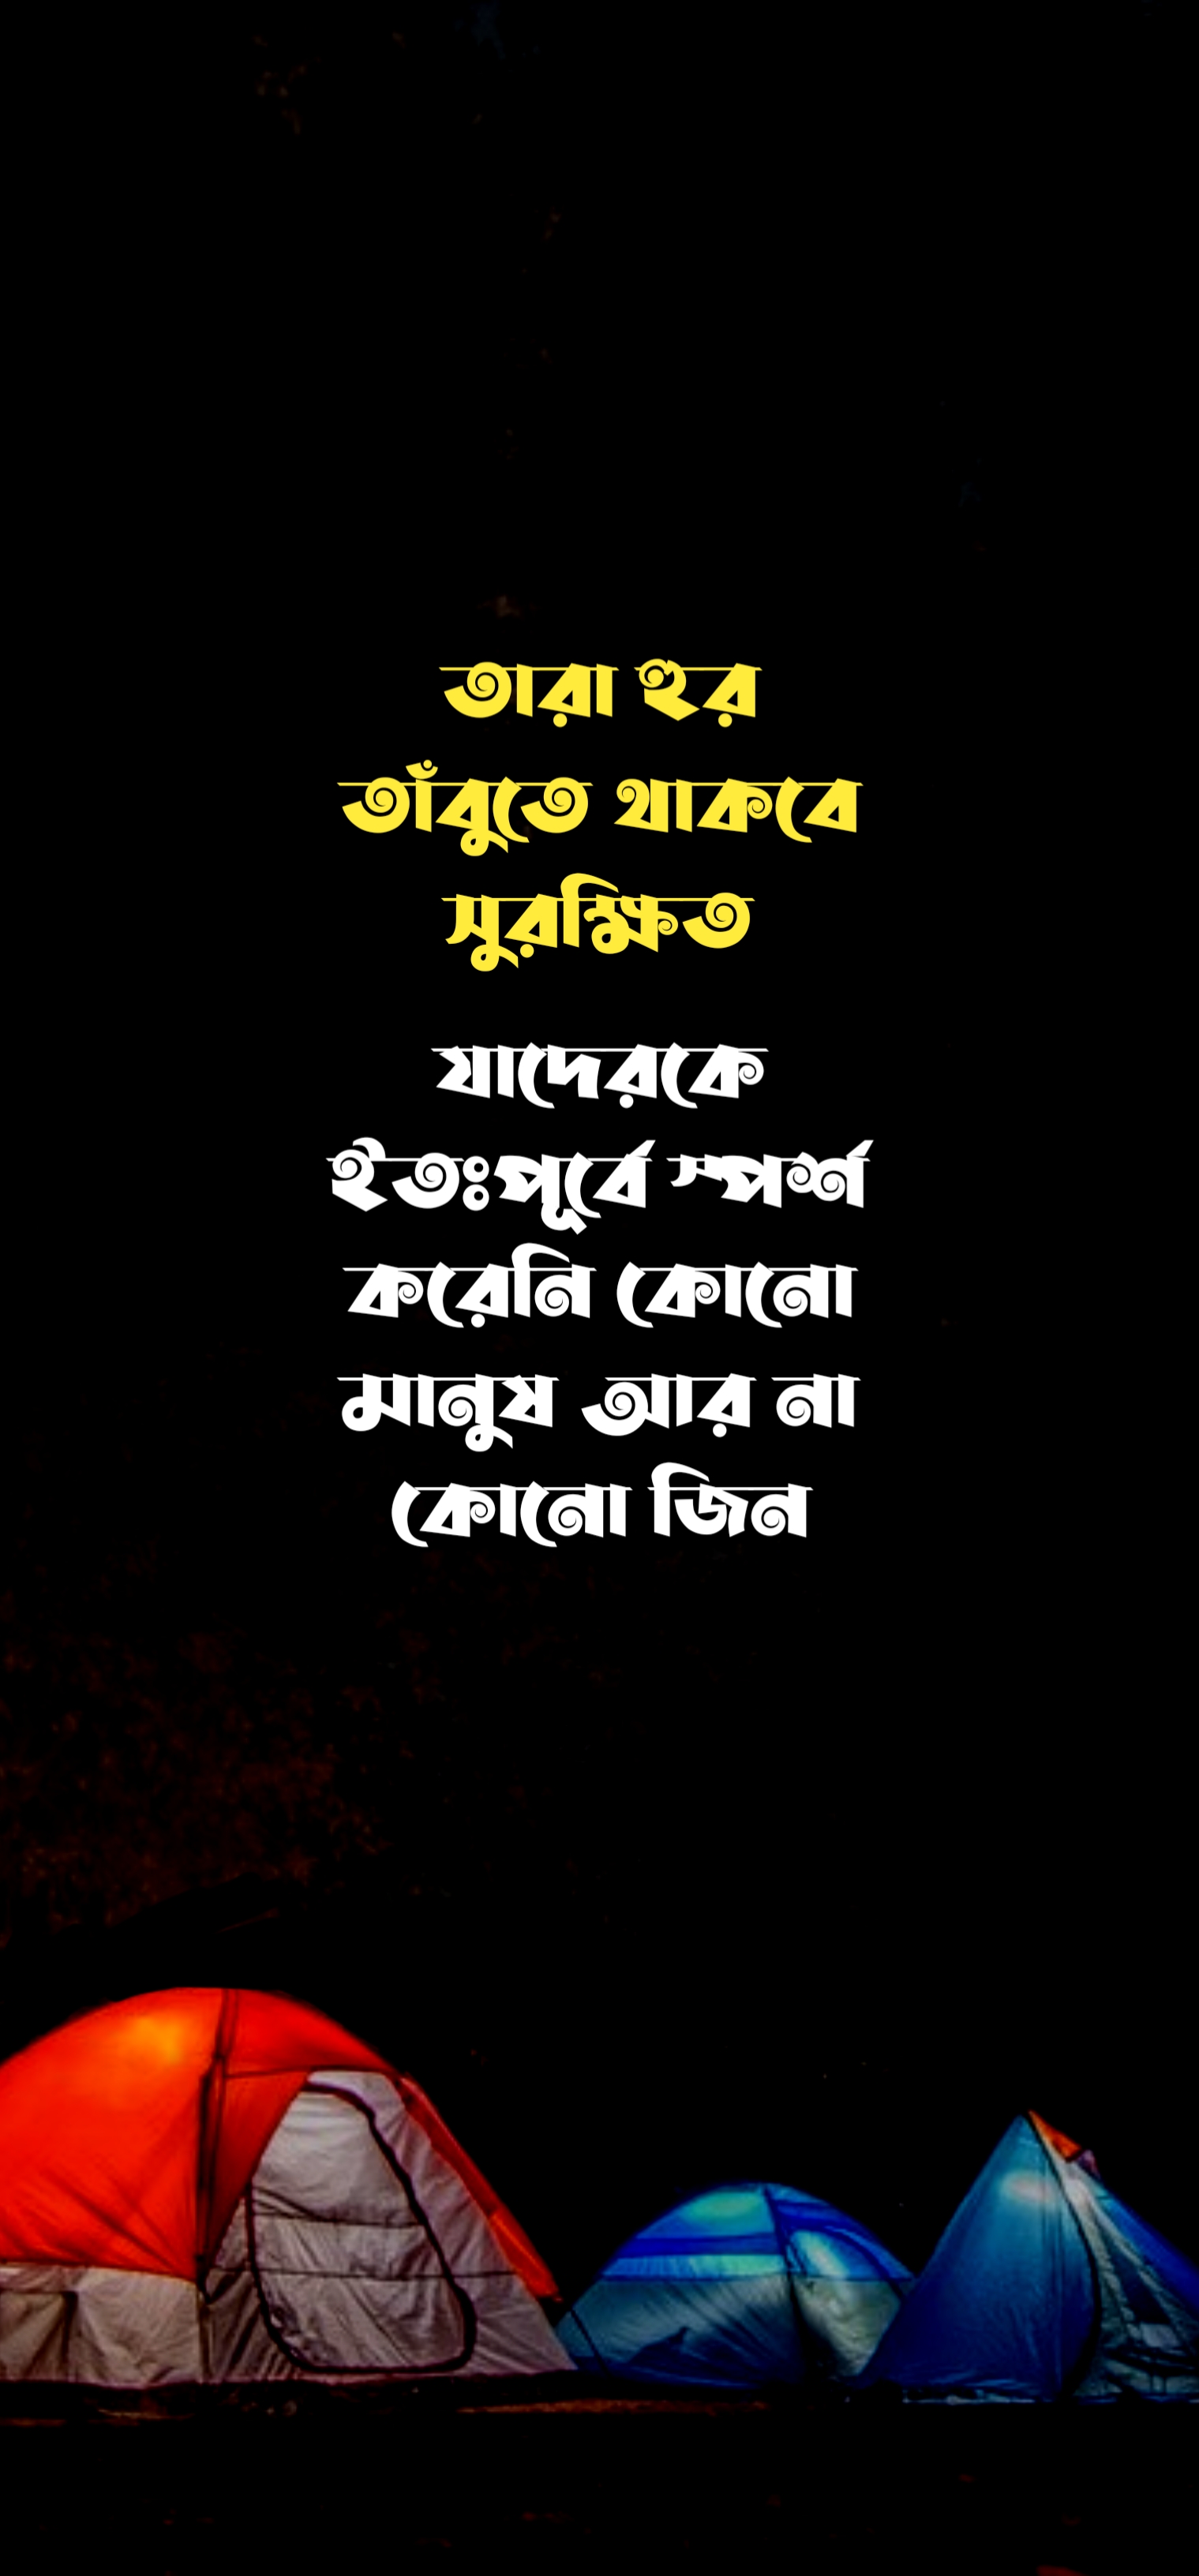 তারা হুর
তাঁবুতে থাকবে
সুরক্ষিত
যাদেরকে
ইতঃপূর্বে স্পর্শ
করেনি কোনো
মানুষ আর না
কোনো জিন